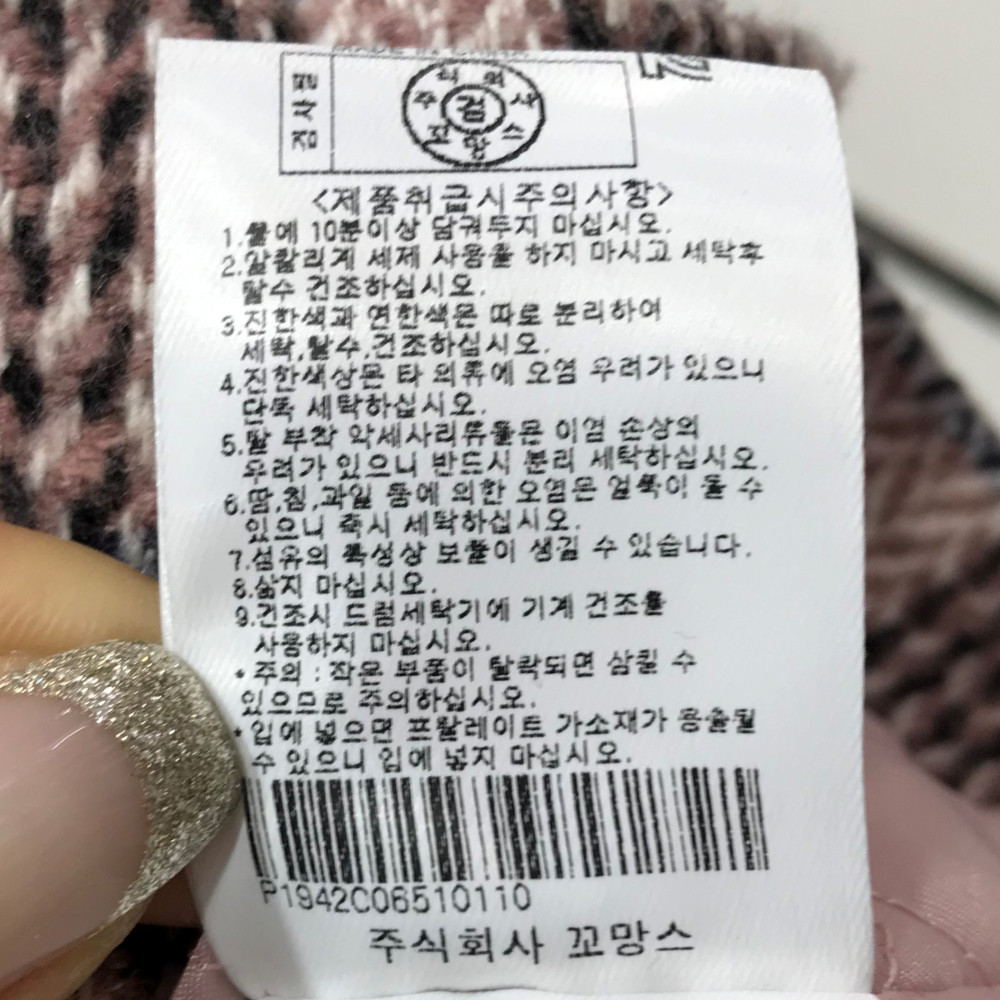 검사필
검
주식회사 꼬망스
<제품취급시주의사항>
1.물에 10분이상 담궈두지 마십시오.
2.알칼리계 세제 사용을 하지 마시고 세탁후
탈수 건조하십시오.
3.진한색과 연한색은 따로 분리하여
세탁,탈수,건조하십시오.
4.진한색상은 타 의류에 오염 우려가 있으니
단독 세탁하십시오.
5.탈 부착 악세사리류들은 이염 손상의
우려가 있으니 반드시 분리 세탁하십시오.
6.땀,침,과일 등에 의한 오염은 얼룩이 될 수
있으니 즉시 세탁하십시오.
7.섬유의 특성상 보풀이 생길 수 있습니다.
8.삶지 마십시오.
9.건조시 드럼세탁기에 기계 건조를
사용하지 마십시오.
*주의 : 작은 부품이 탈락되면 삼킬 수
있으므로 주의하십시오.
*입에 넣으면 프탈레이트 가소재가 용출될
수 있으니 입에 넣지 마십시오.
P1942C06510110
주식회사 꼬망스